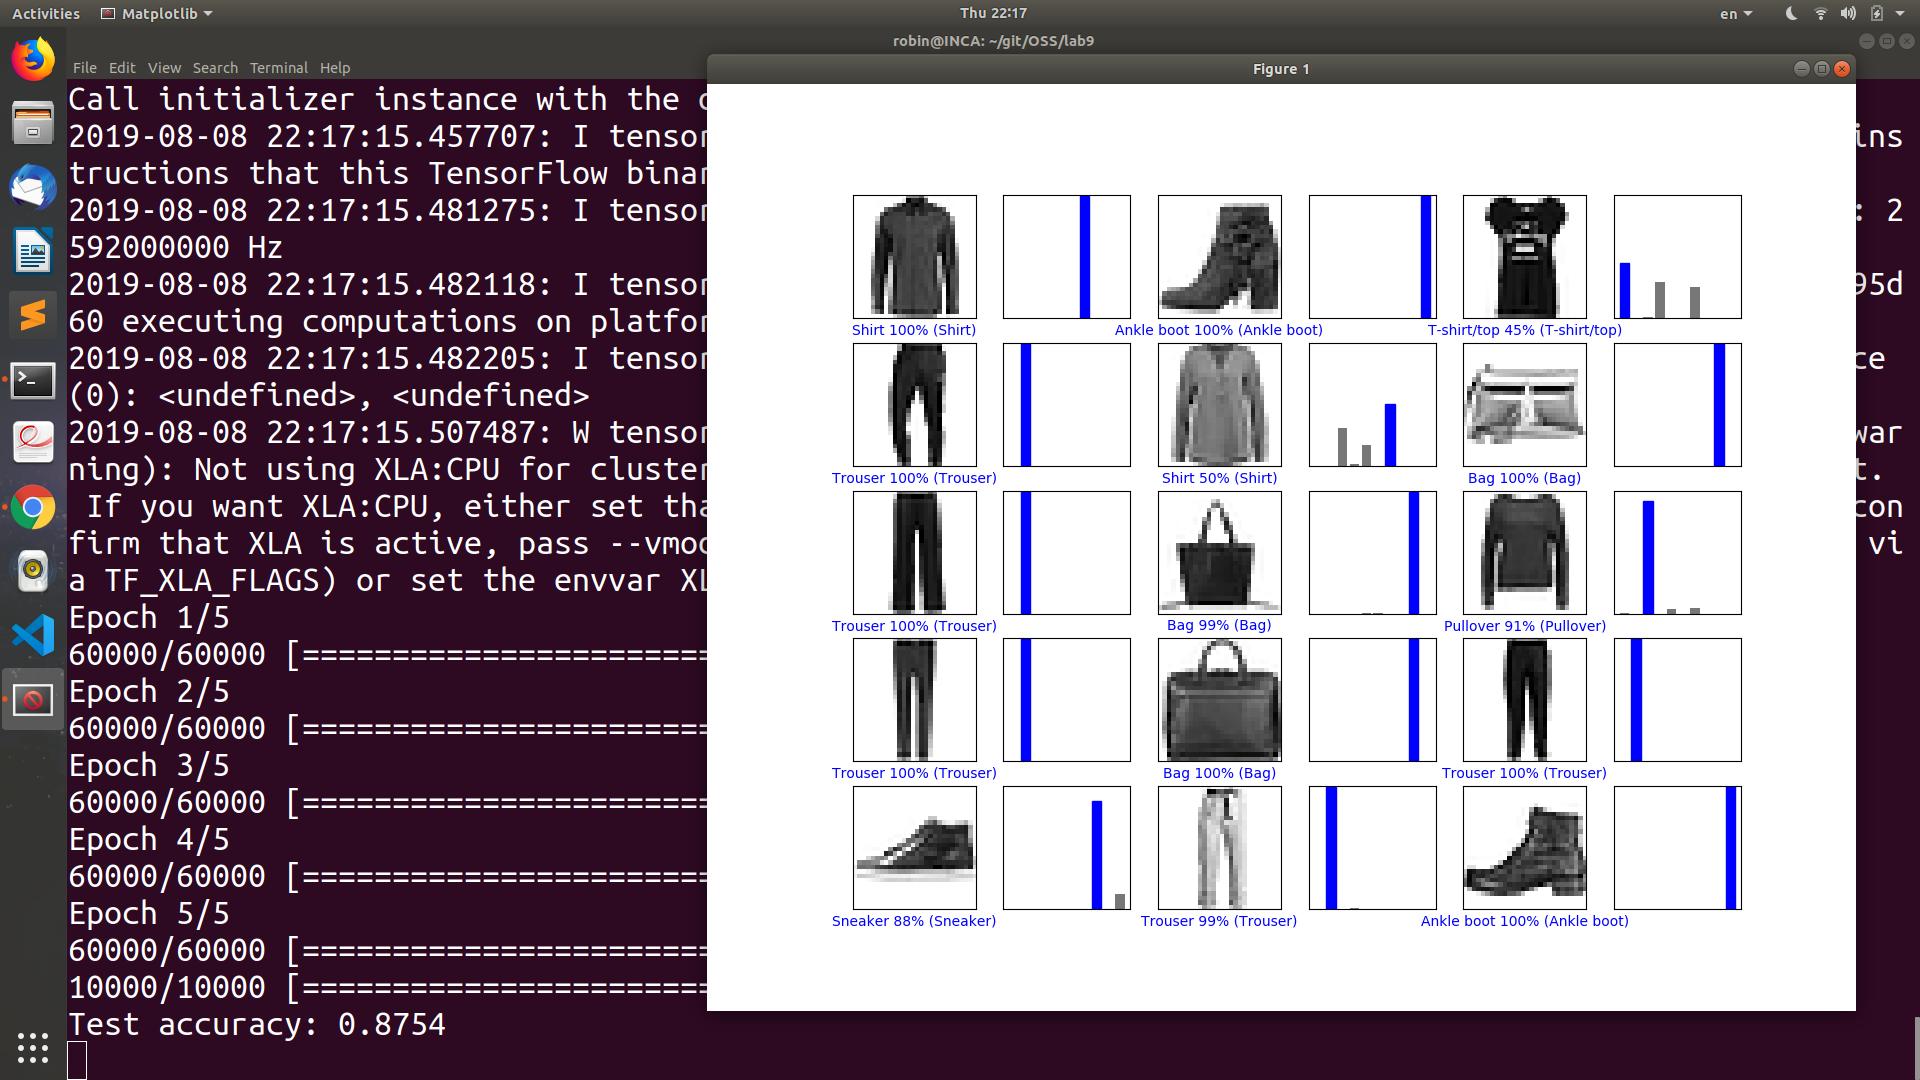 Activities Matplotlib Thu 22:17 en
robin@INCA: ~/git/OSS/lab9
File Edit View Search Terminal Help
Figure 1
Call initializer instance with the
2019-08-08 22:17:15.457707: I tensor ins
tructions that this TensorFlow binar
2019-08-08 22:17:15.481275: I tensor : 2
592000000 Hz
2019-08-08 22:17:15.482118: I tensor 95d
60 executing computations on platfor
2019-08-08 22:17:15.482205: I tensor ce
(0): <undefined>, <undefined>
2019-08-08 22:17:15.507487: W tensor war
ning): Not using XLA:CPU for cluster t.
If you want XLA:CPU, either set tha con
firm that XLA is active, pass --vmod vi
a TF_XLA_FLAGS) or set the envvar XL
Epoch 1/5
60000/60000 [=======================
Epoch 2/5
60000/60000 [=======================
Epoch 3/5
60000/60000 [=======================
Epoch 4/5
60000/60000 [=======================
Epoch 5/5
60000/60000 [=======================
10000/10000 [=======================
Test accuracy: 0.8754
Shirt 100% (Shirt) Ankle boot 100% (Ankle boot) T-shirt/top 45% (T-shirt/top)
Trouser 100% (Trouser) Shirt 50% (Shirt) Bag 100% (Bag)
Trouser 100% (Trouser) Bag 99% (Bag) Pullover 91% (Pullover)
Trouser 100% (Trouser) Bag 100% (Bag) Trouser 100% (Trouser)
Sneaker 88% (Sneaker) Trouser 99% (Trouser) Ankle boot 100% (Ankle boot)